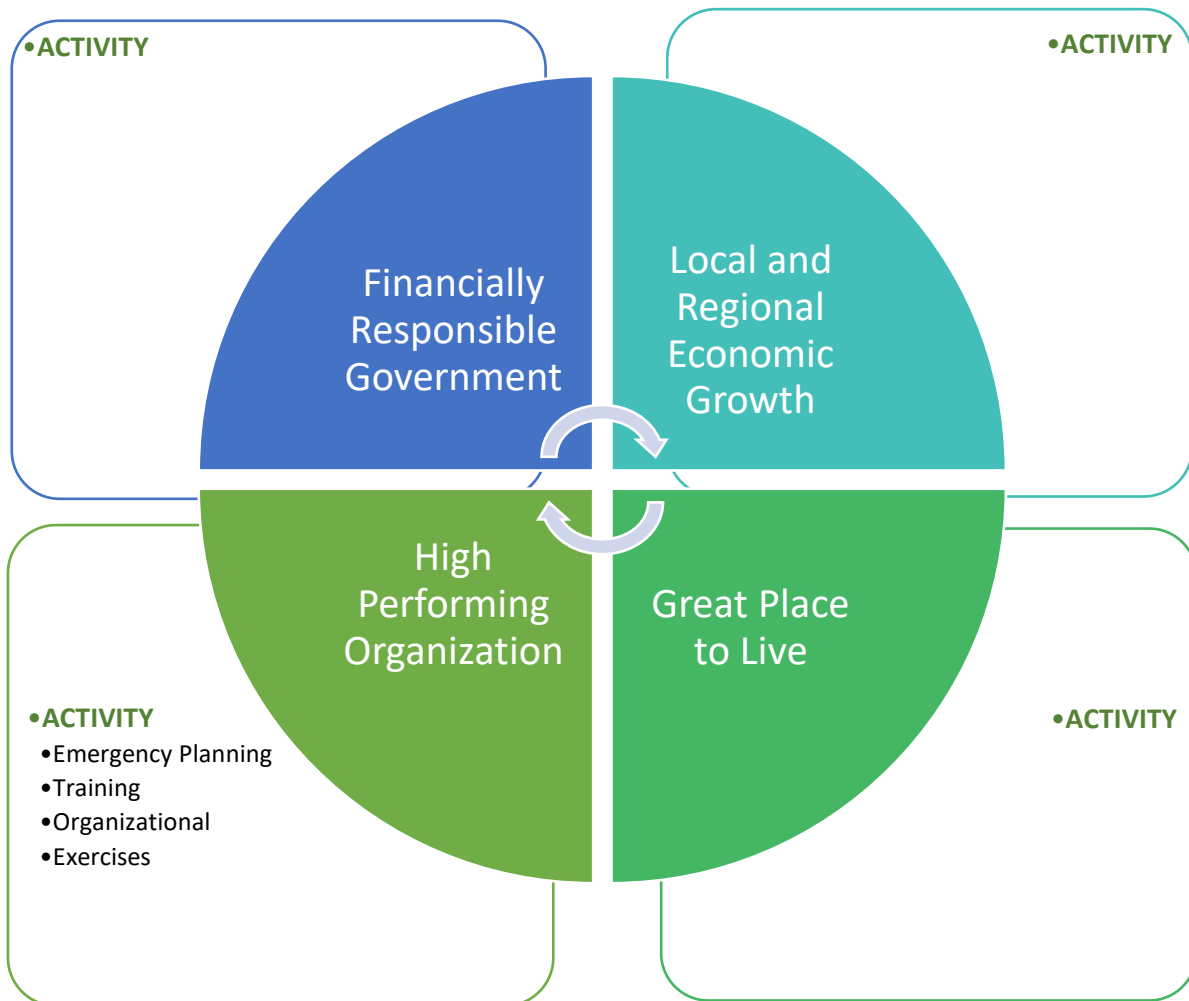 •ACTIVITY
•ACTIVITY
Financially
Responsible
Government
Local and
Regional
Economic
Growth
High
Performing
Organization
Great Place
to Live
•ACTIVITY
•Emergency Planning
•Training
•Organizational
•Exercises
•ACTIVITY